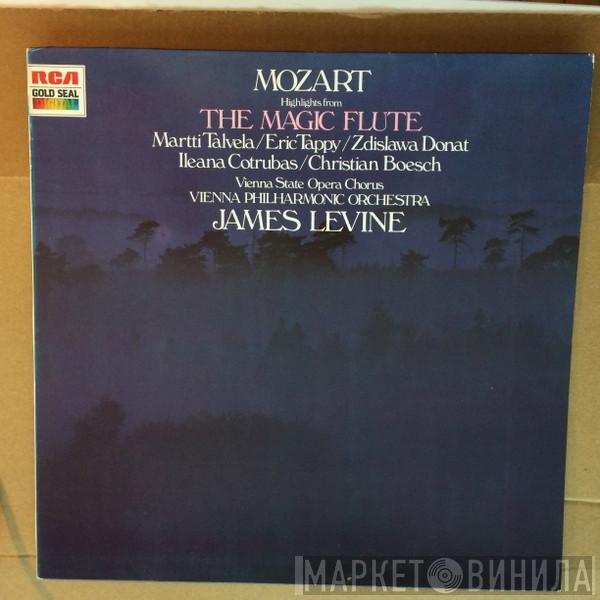 RCA
GOLD SEAL
DIGITAL
MOZART
Highlights from
THE MAGIC FLUTE
Martti Talvela/Eric Tappy/Zdislawa Donat
Ileana Cotrubas/Christian Boesch
Vienna State Opera Chorus
VIENNA PHILHARMONIC ORCHESTRA
JAMES LEVINE
МАРКЕТ ВИНИЛА